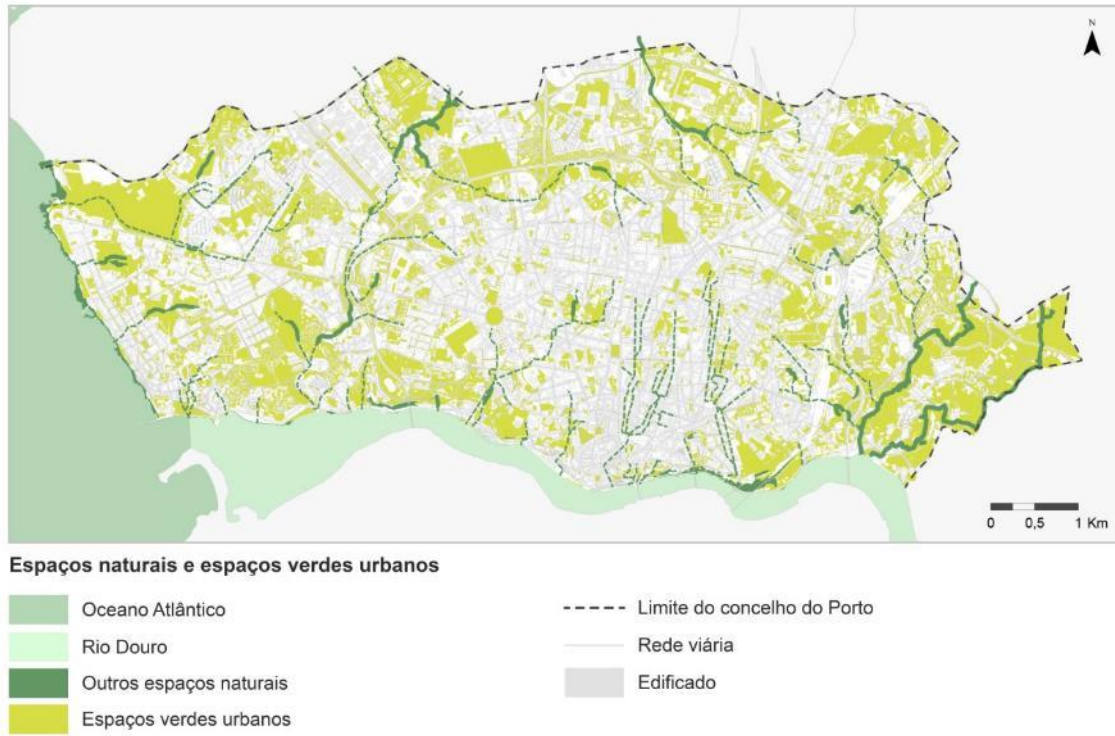 N
0 0,5 1 Km
Espaços naturais e espaços verdes urbanos
Oceano Atlântico
Rio Douro
Outros espaços naturais
Espaços verdes urbanos
Limite do concelho do Porto
Rede viária
Edificado